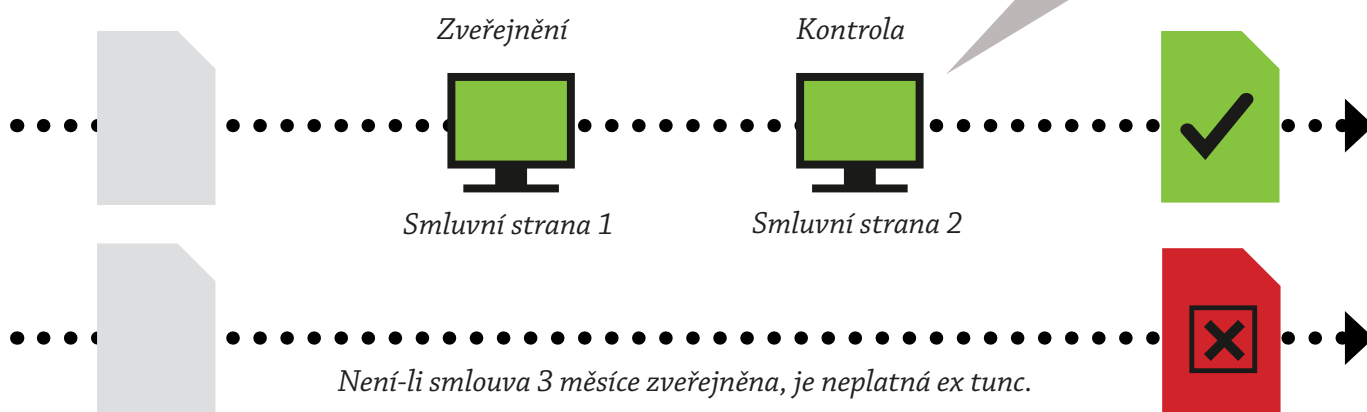 Zveřejnění
Kontrola
Smluvní strana 1
Smluvní strana 2
Není-li smlouva 3 měsíce zveřejněna, je neplatná ex tunc.